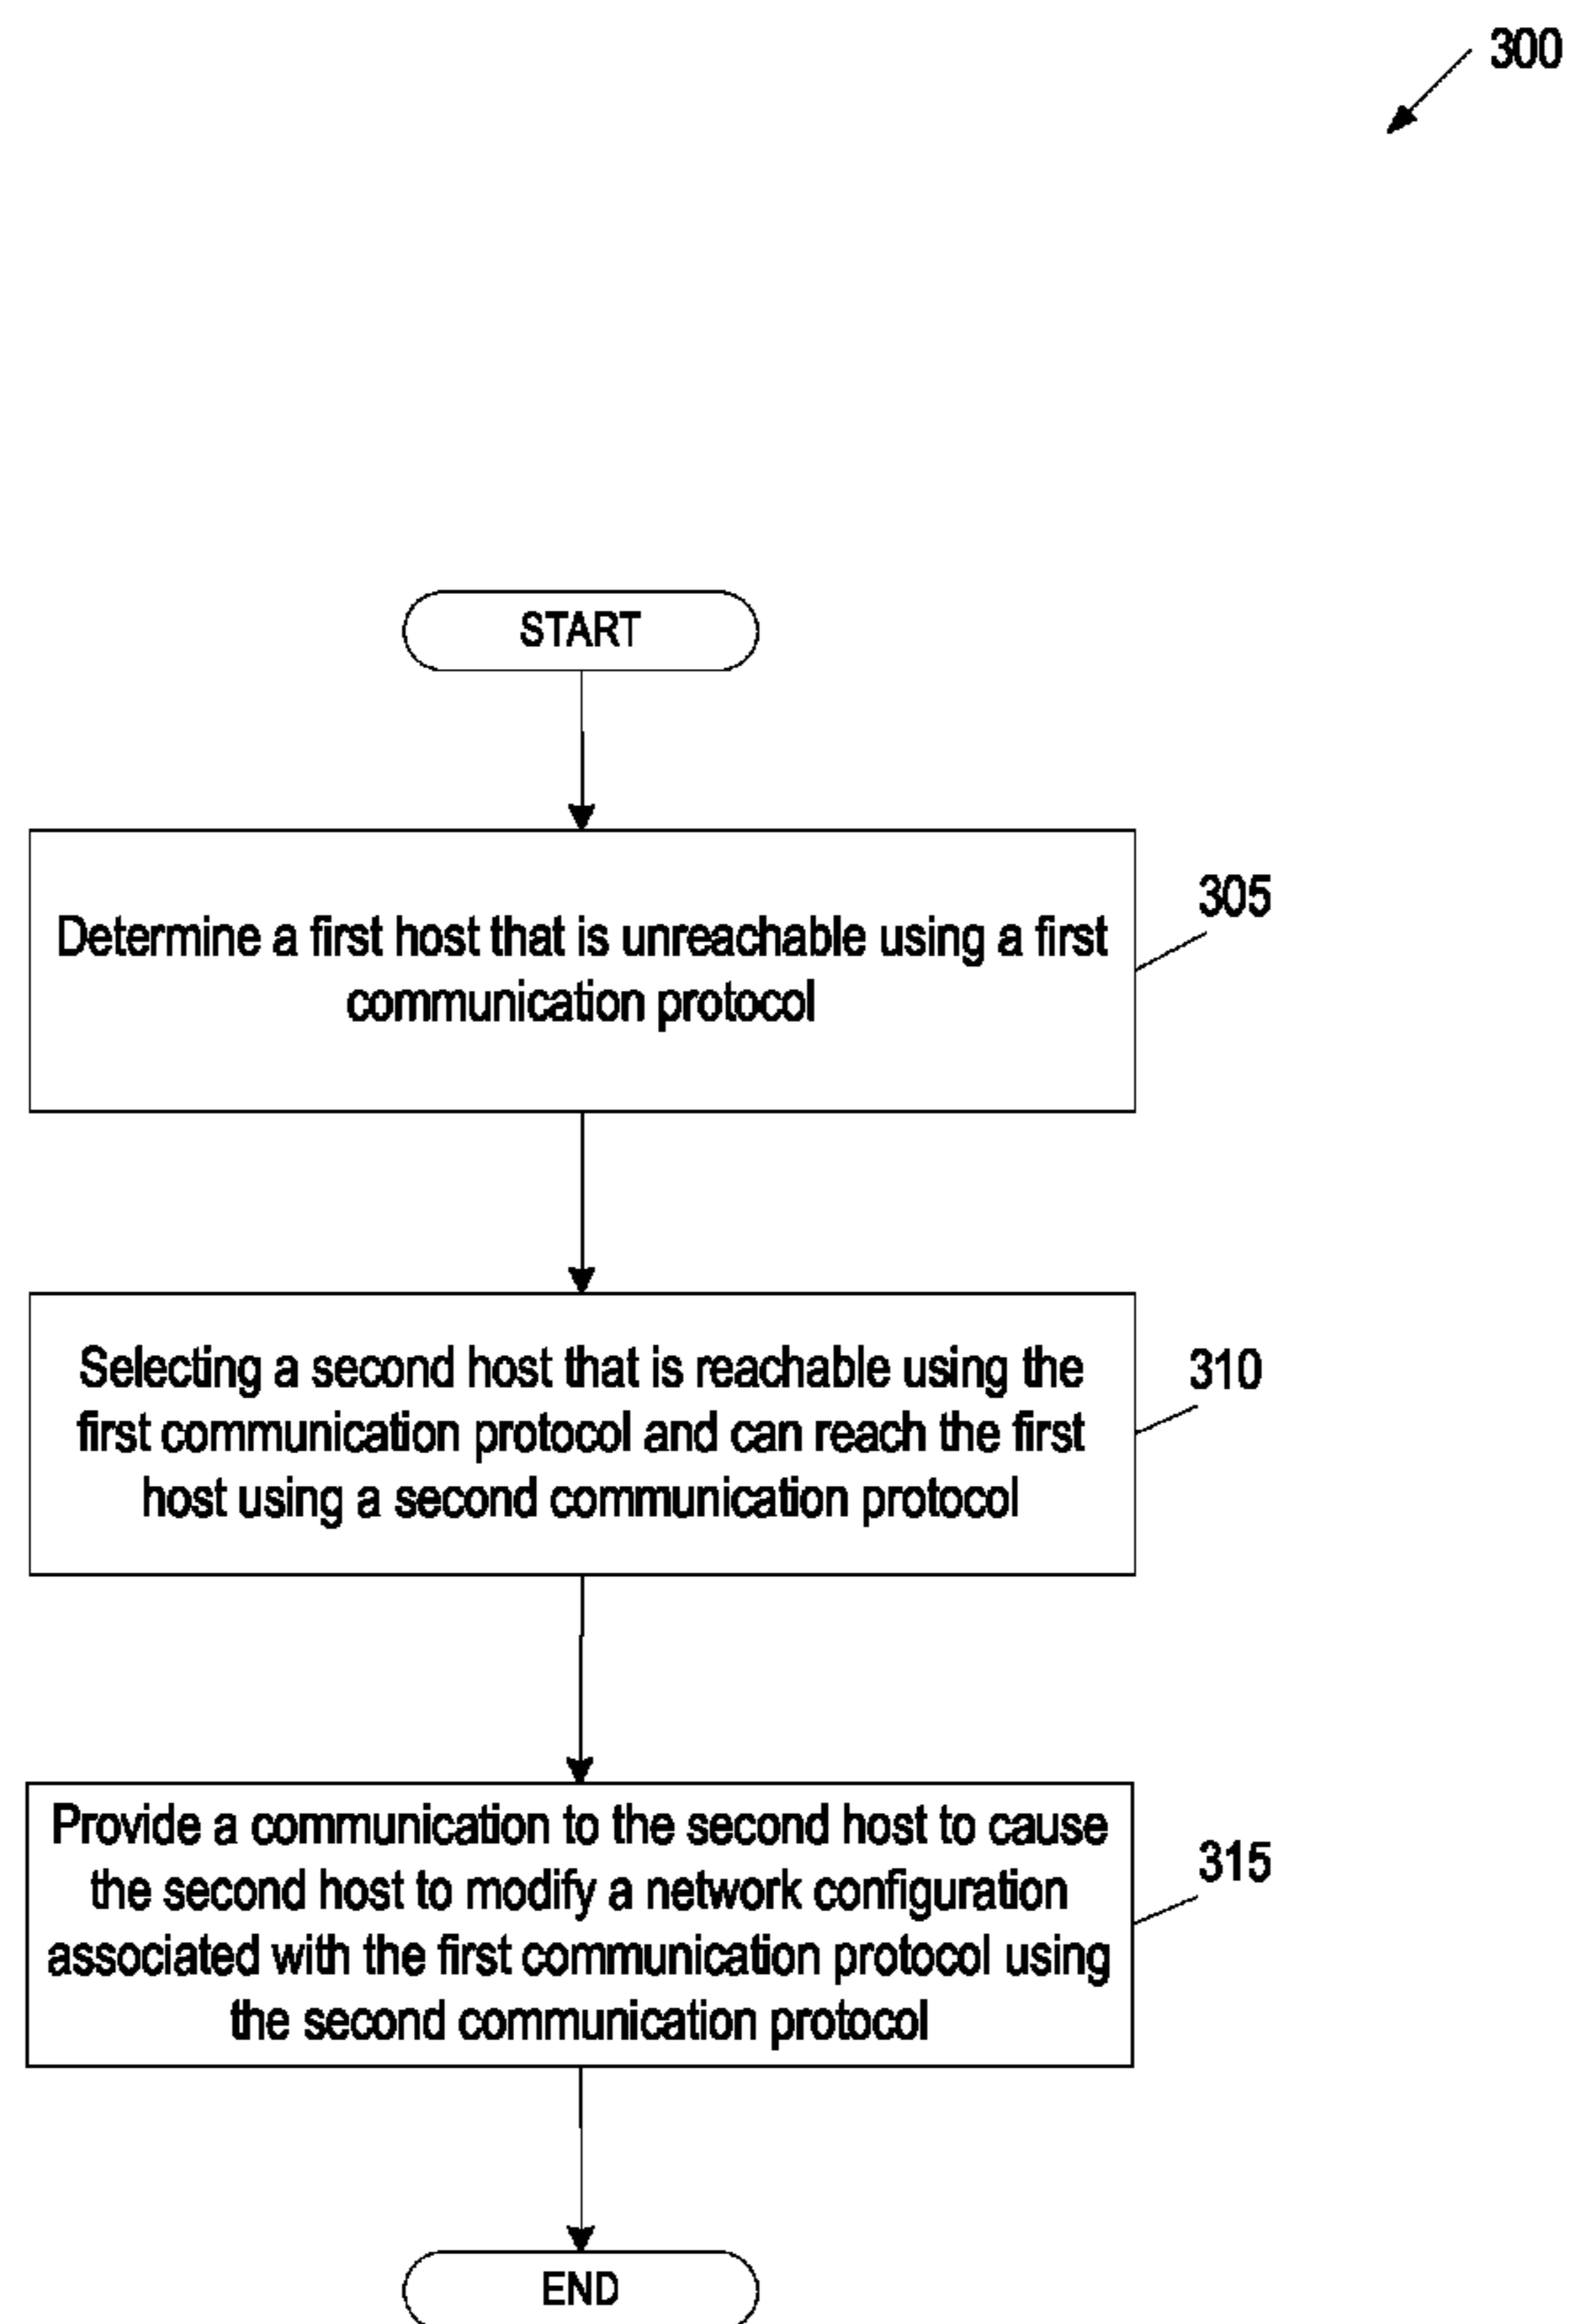 300
START
Determine a first host that is unreachable using a first
communication protocol
305
Selecting a second host that is reachable using the
first communication protocol and can reach the first
host using a second communication protocol
310
Provide a communication to the second host to cause
the second host to modify a network configuration
associated with the first communication protocol using
the second communication protocol
315
END